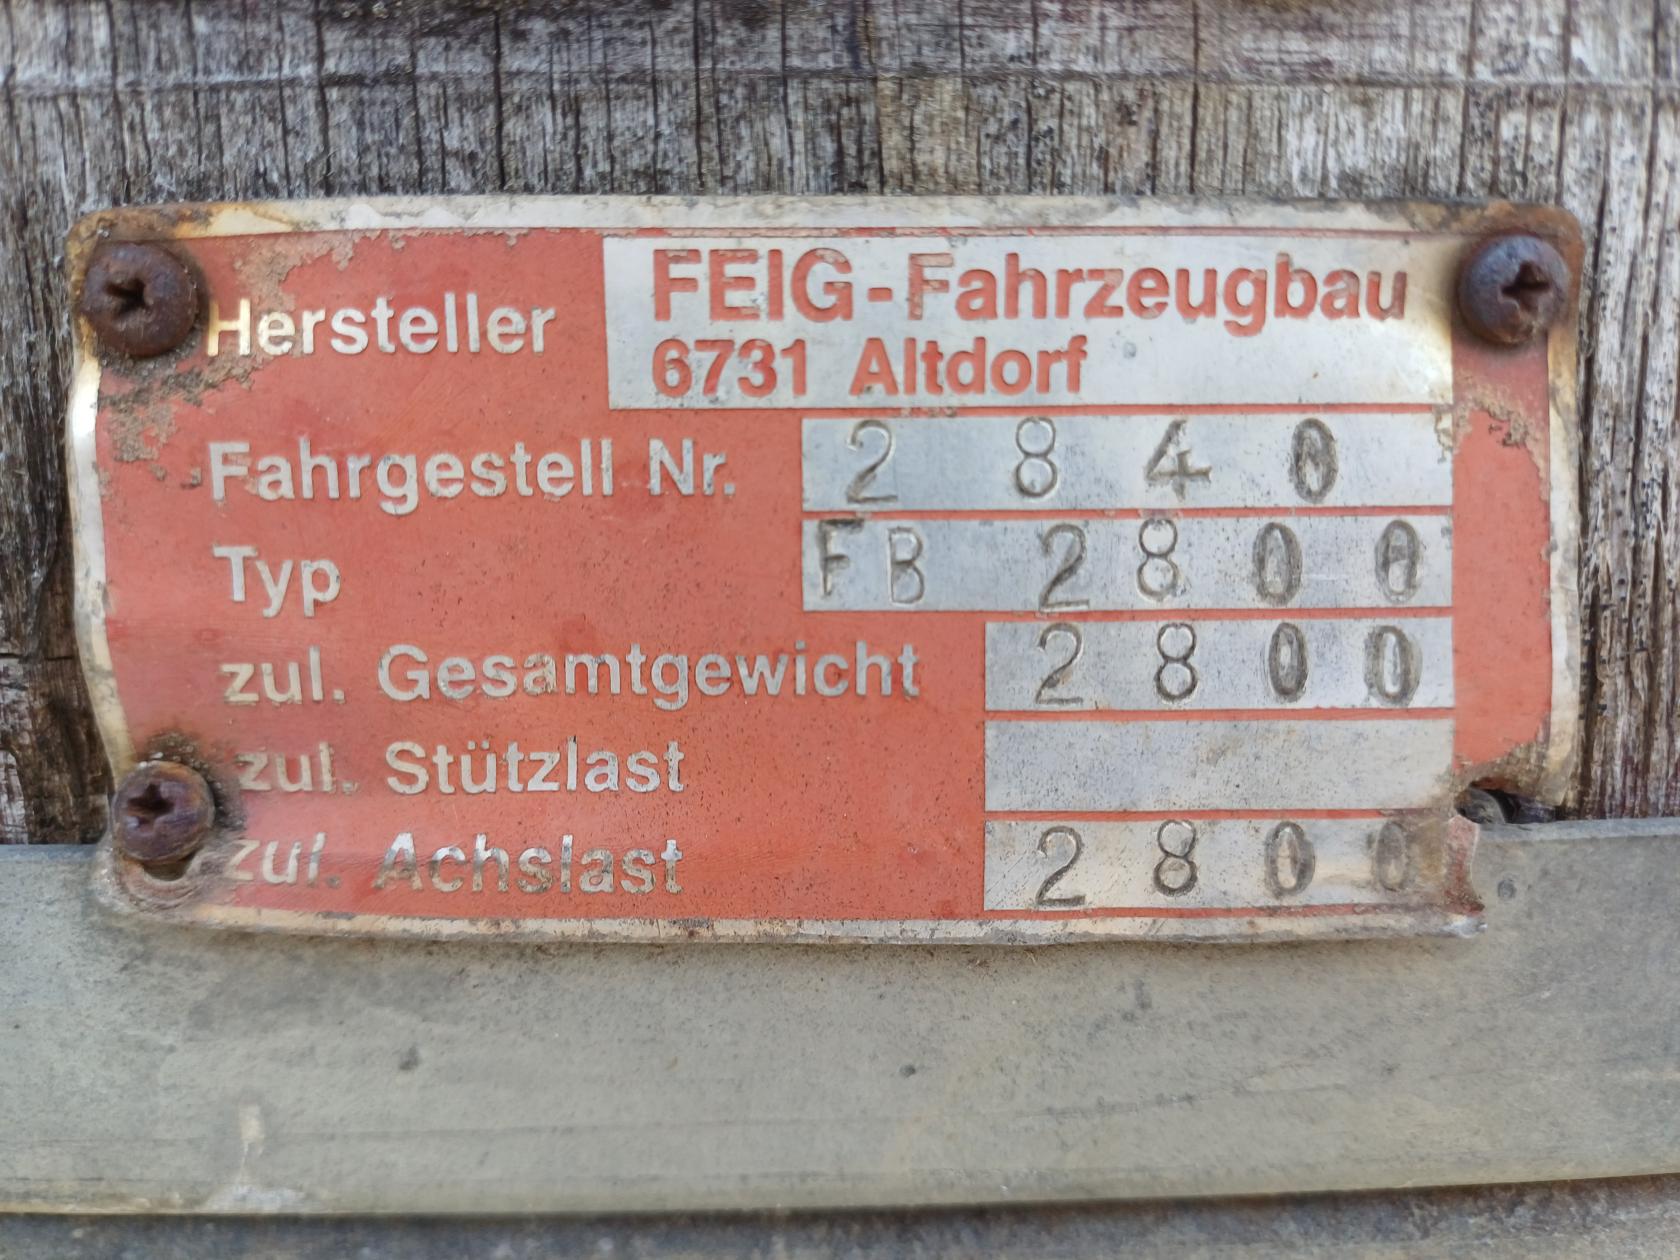 Hersteller FEIG-Fahrzeugbau
6731 Altdorf
Fahrgestell Nr. 2840
Typ FB 2800
zul. Gesamtgewicht 2800
zul. Stützlast
zul. Achslast 2800